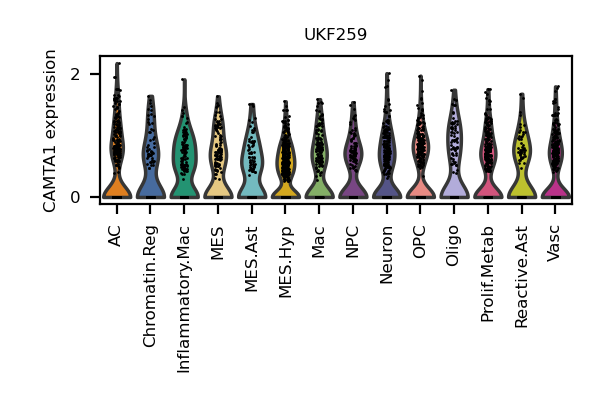 UKF259
CAMTA1 expression
2
0
AC
Chromatin.Reg
Inflammatory.Mac
MES
MES.Ast
MES.Hyp
Mac
NPC
Neuron
OPC
Oligo
Prolif.Metab
Reactive.Ast
Vasc